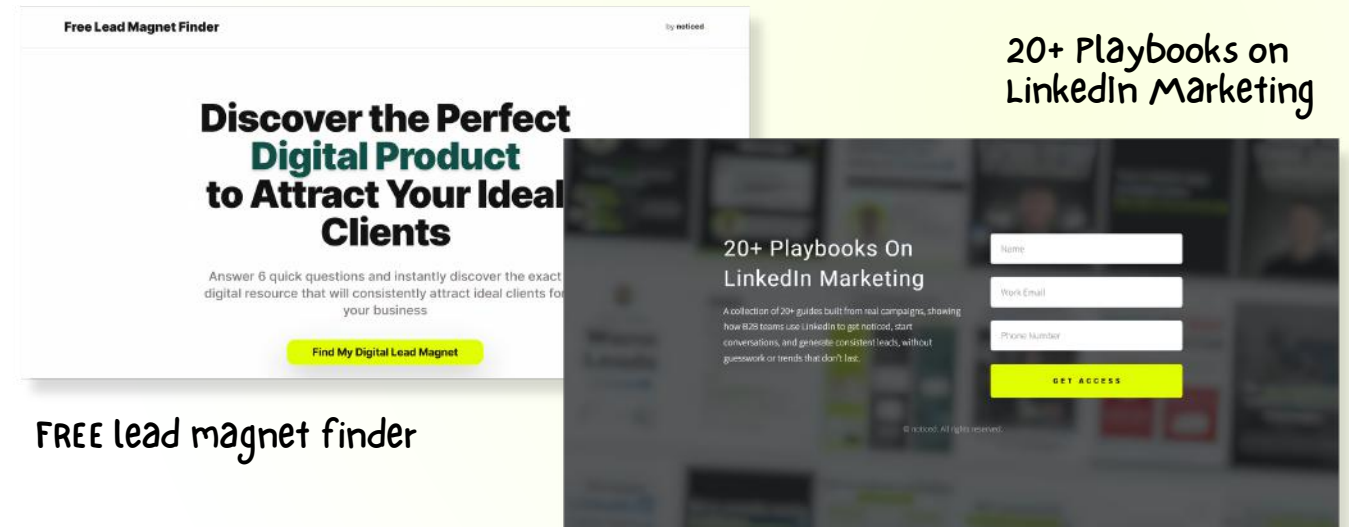 Free Lead Magnet Finder
by noticed
Discover the Perfect
Digital Product
to Attract Your Ideal
Clients
Answer 6 quick questions and instantly discover the exact
digital resource that will consistently attract ideal clients for
your business
Find My Digital Lead Magnet
FREE lead magnet finder
20+ Playbooks on
LinkedIn Marketing
20+ Playbooks On
LinkedIn Marketing
A collection of 20+ guides built from real campaigns, showing
how B2B teams use LinkedIn to get noticed, start
conversations, and generate consistent leads, without
guesswork or trends that don't last.
Name
Work Email
Phone Number
GET ACCESS
© noticed. All rights reserved.